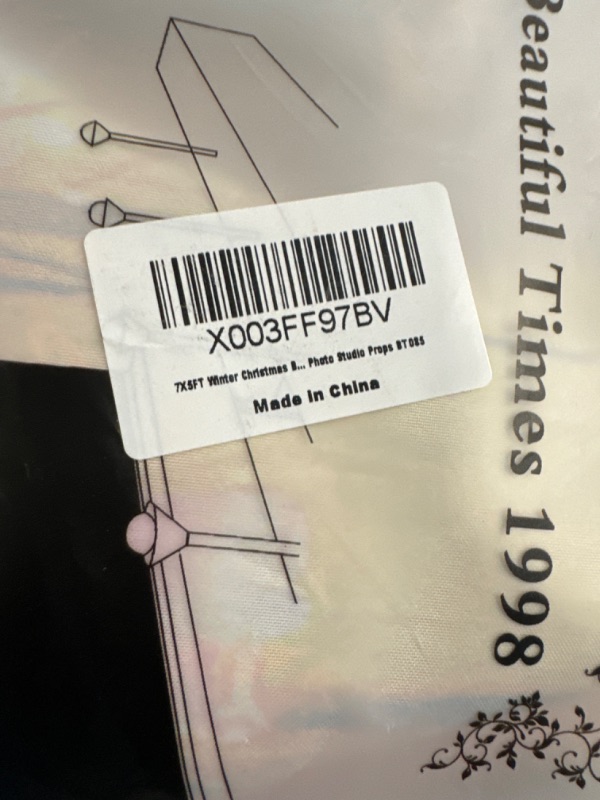 X003FF97BV
7X5FT Winter Christmas B... Photo Studio Props BT085
Made in China
Beautiful Times 1998